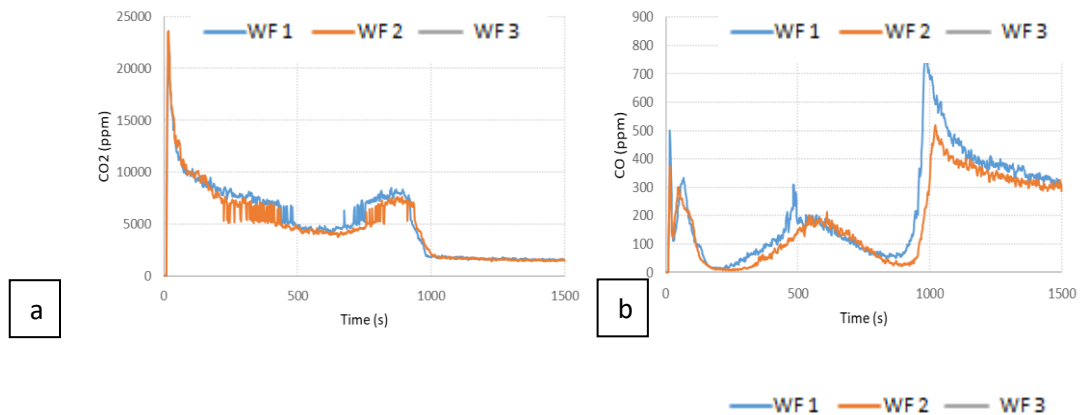 25000
WF 1 WF 2 WF 3
20000
15000
10000
5000
0
CO2 (ppm)
0 500 1000 1500
Time (s)
a
900
WF 1 WF 2 WF 3
800
700
600
500
400
300
200
100
0
CO (ppm)
0 500 1000 1500
Time (s)
b
WF 1 WF 2 WF 3